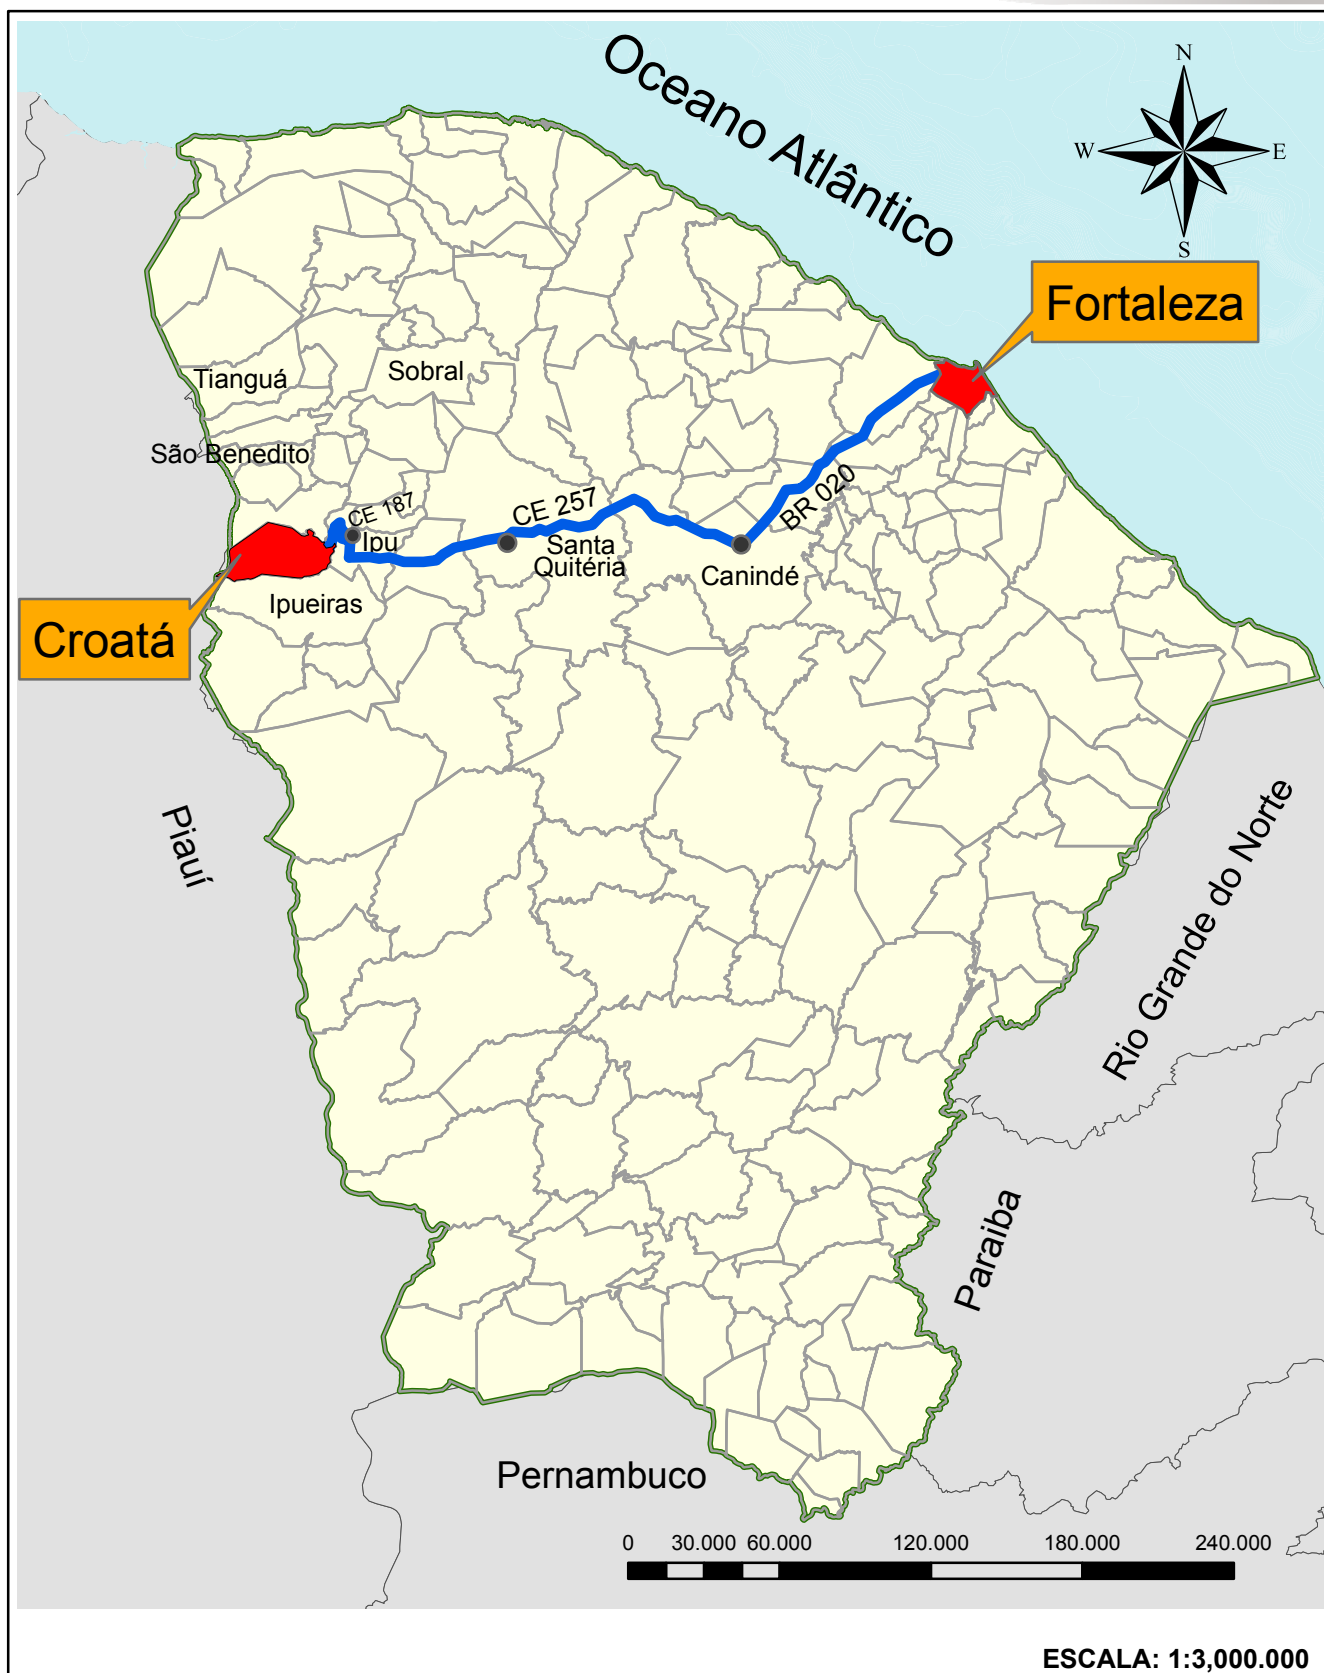 Oceano Atlântico
N
W
E
S
Fortaleza
Tianguá
Sobral
São Benedito
BR 020
CE 257
CE 187
Ipu
Santa
Quitéria
Canindé
Ipueiras
Croatá
Piauí
Rio Grande do Norte
Paraiba
Pernambuco
0 30.000 60.000 120.000 180.000 240.000
ESCALA: 1:3,000.000